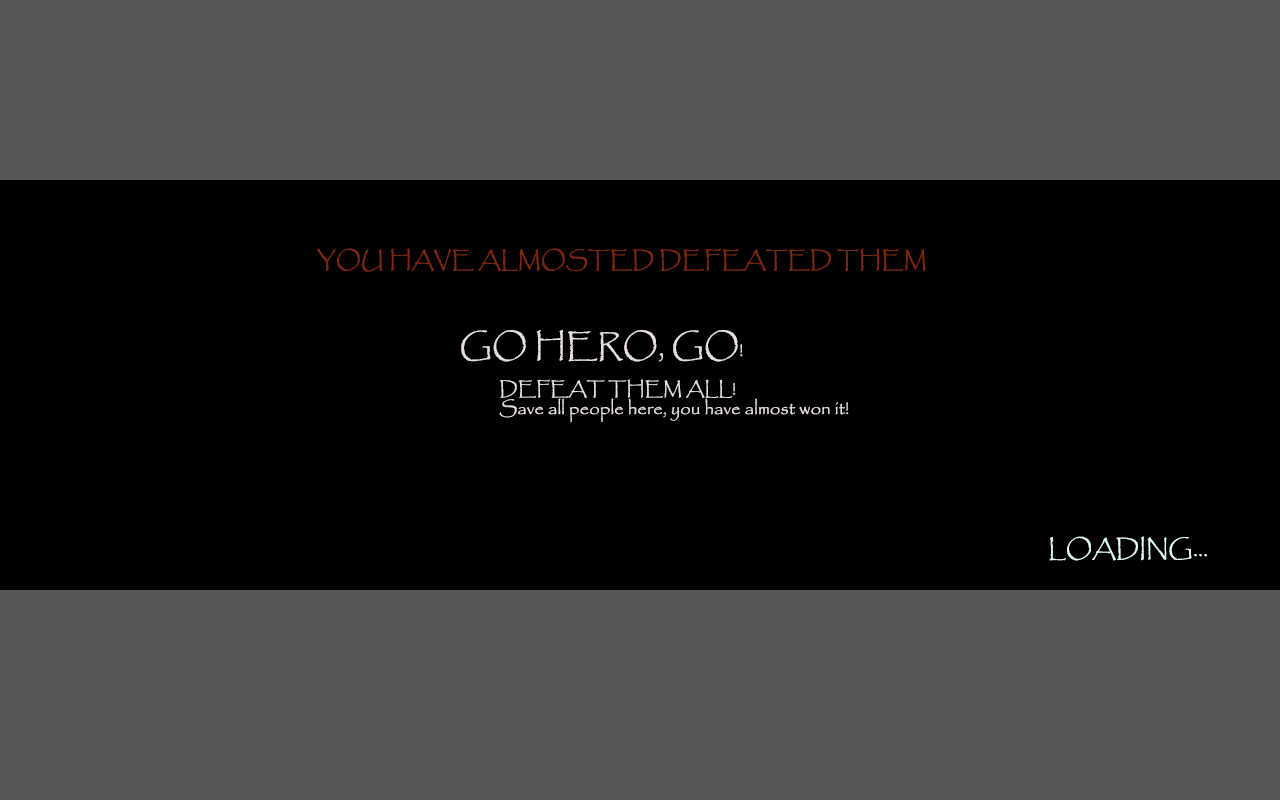 YOU HAVE ALMOSTED DEFEATED THEM
GO HERO, GO!
DEFEAT THEM ALL!
Save all people here, you have almost won it!
LOADING...